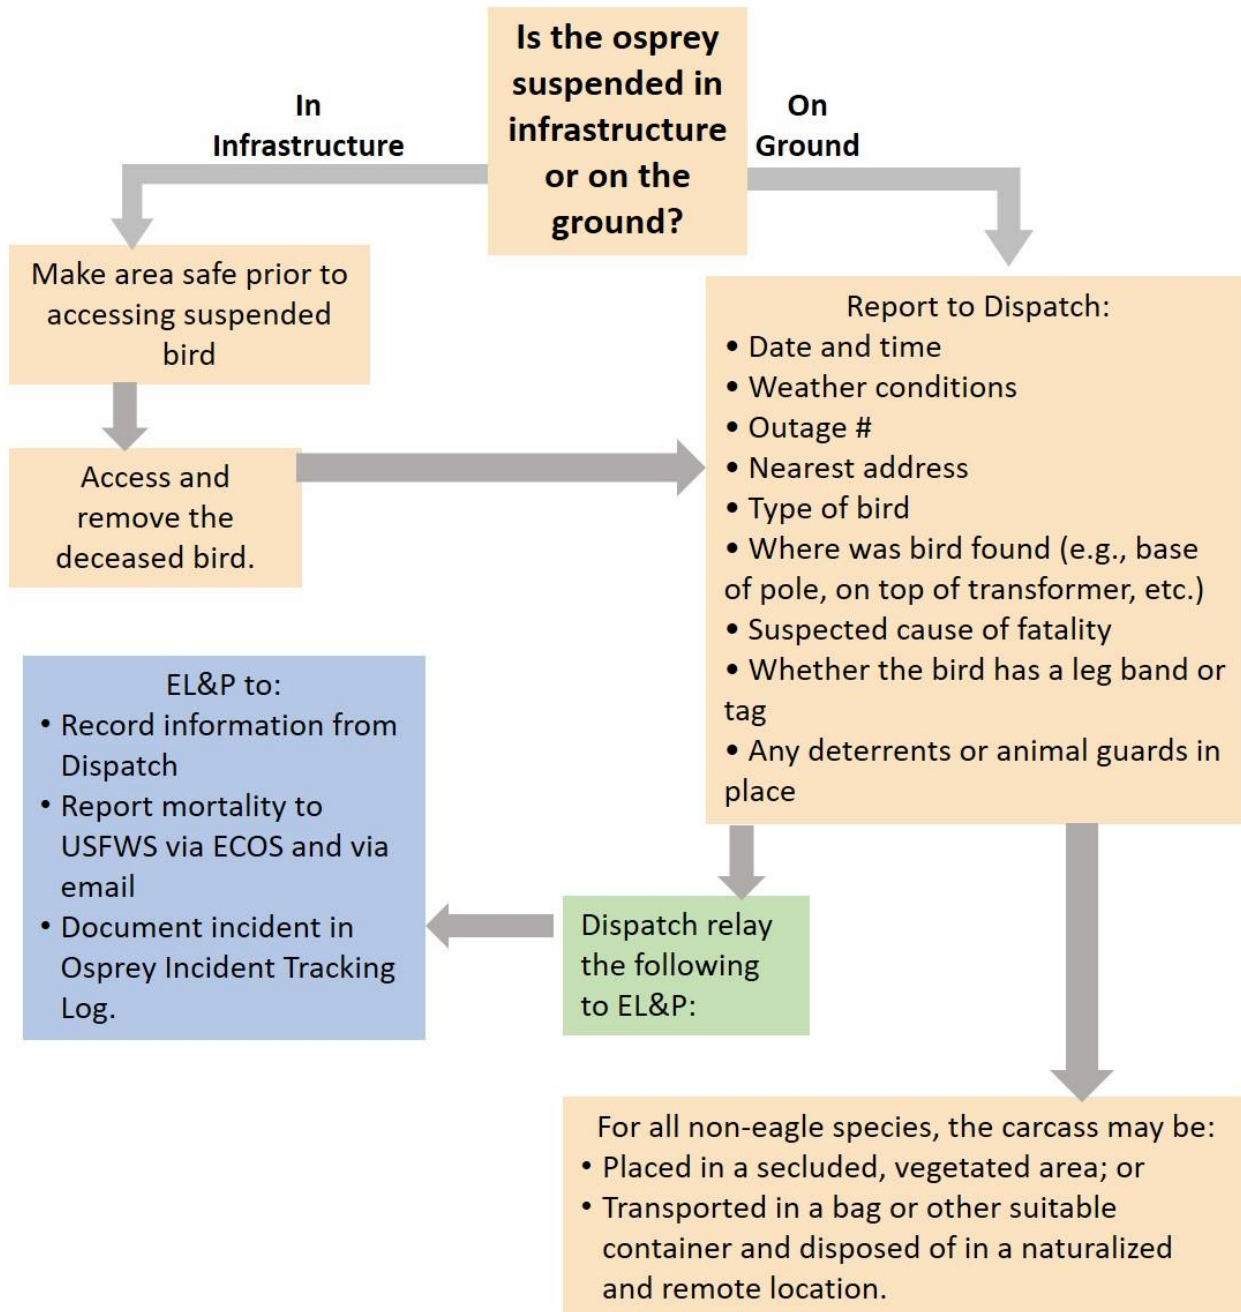 Is the osprey
suspended in
infrastructure
or on the
ground?
In
Infrastructure
On
Ground
Make area safe prior to
accessing suspended
bird
Access and
remove the
deceased bird.
Report to Dispatch:
• Date and time
• Weather conditions
• Outage #
• Nearest address
• Type of bird
• Where was bird found (e.g., base
of pole, on top of transformer, etc.)
• Suspected cause of fatality
• Whether the bird has a leg band or
tag
• Any deterrents or animal guards in
place
Dispatch relay
the following
to EL&P:
EL&P to:
• Record information from
Dispatch
• Report mortality to
USFWS via ECOS and via
email
• Document incident in
Osprey Incident Tracking
Log.
For all non-eagle species, the carcass may be:
• Placed in a secluded, vegetated area; or
• Transported in a bag or other suitable
container and disposed of in a naturalized
and remote location.